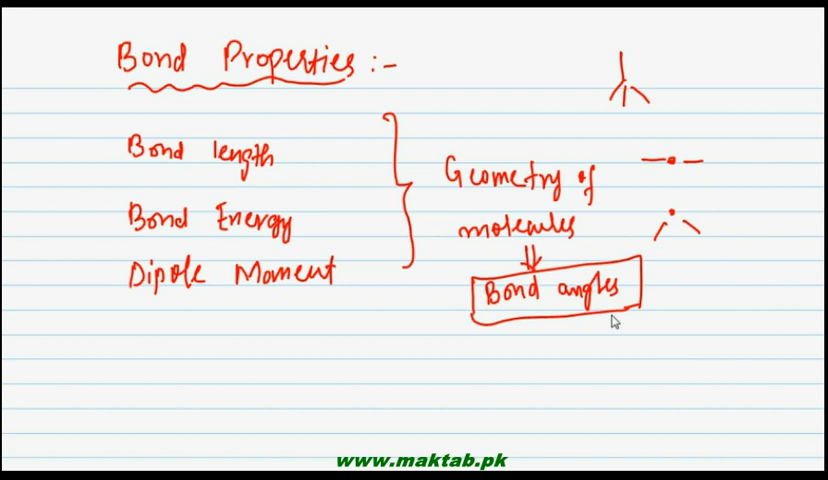 Bond Properties :-
Bond length
Bond Energy
Dipole Moment
Geometry of
molecules
Bond angles
www.maktab.pk